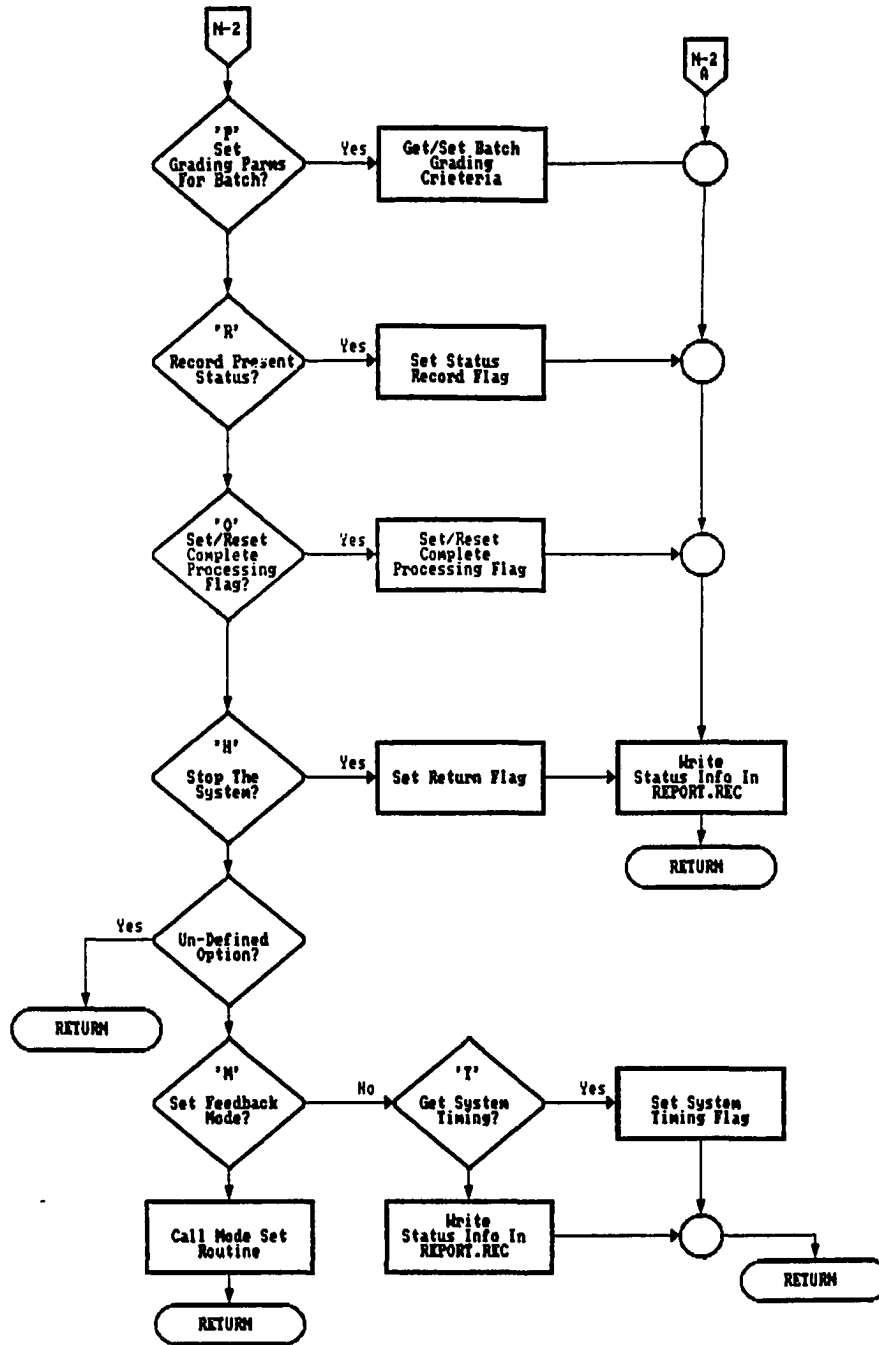 M-2
M-2
A
'P'
Set
Grading Parms
For Batch?
Yes
Get/Set Batch
Grading
Crieteria
'R'
Record Present
Status?
Yes
Set Status
Record Flag
'Q'
Set/Reset
Complete
Processing
Flag?
Yes
Set/Reset
Complete
Processing Flag
'H'
Stop The
System?
Yes
Set Return Flag
Write
Status Info In
REPORT.REC
RETURN
Yes
Un-Defined
Option?
RETURN
'M'
Set Feedback
Mode?
No
'T'
Get System
Timing?
Yes
Set System
Timing Flag
Call Mode Set
Routine
Write
Status Info In
REPORT.REC
RETURN
RETURN